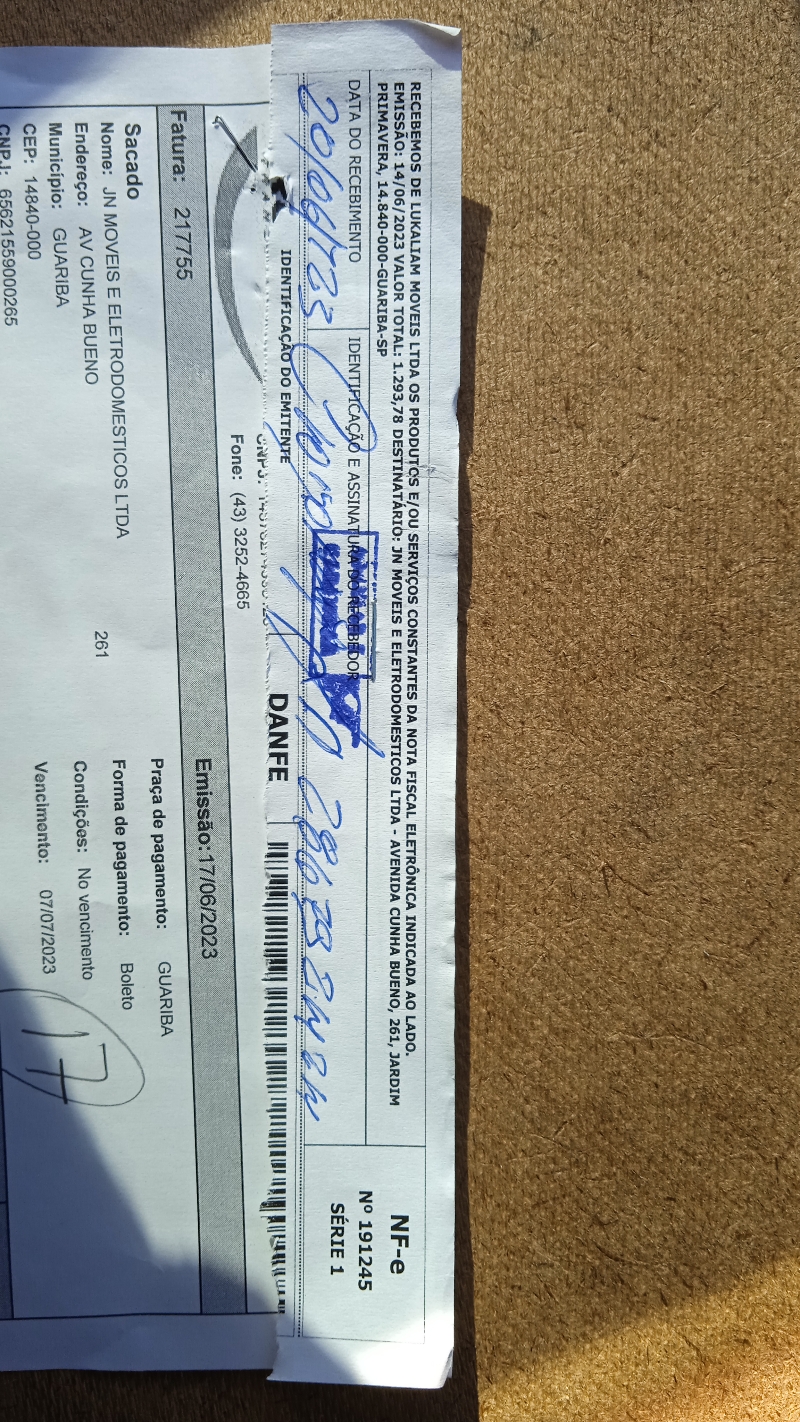 RECEBEMOS DE LUKALIAM MOVEIS LTDA OS PRODUTOS E/OU SERVIÇOS CONSTANTES DA NOTA FISCAL ELETRÔNICA INDICADA AO LADO.
EMISSÃO: 14/06/2023 VALOR TOTAL: 1.293,78 DESTINATÁRIO: JN MOVEIS E ELETRODOMESTICOS LTDA - AVENIDA CUNHA BUENO, 261, JARDIM
PRIMAVERA, 14.840-000-GUARIBA-SP
NF-e
Nº 191245
SÉRIE 1
DATA DO RECEBIMENTO
IDENTIFICAÇÃO E ASSINATURA DO RECEBEDOR
20/06/23
IDENTIFICAÇÃO DO EMITENTE
DANFE
Fone: (43) 3252-4665
Fatura: 217755
Emissão:17/06/2023
Sacado
Nome: JN MOVEIS E ELETRODOMESTICOS LTDA
Endereço: AV CUNHA BUENO 261
Município: GUARIBA
CEP: 14840-000
CNPJ: 65621559000265
Praça de pagamento: GUARIBA
Forma de pagamento: Boleto
Condições: No vencimento
Vencimento: 07/07/2023
17